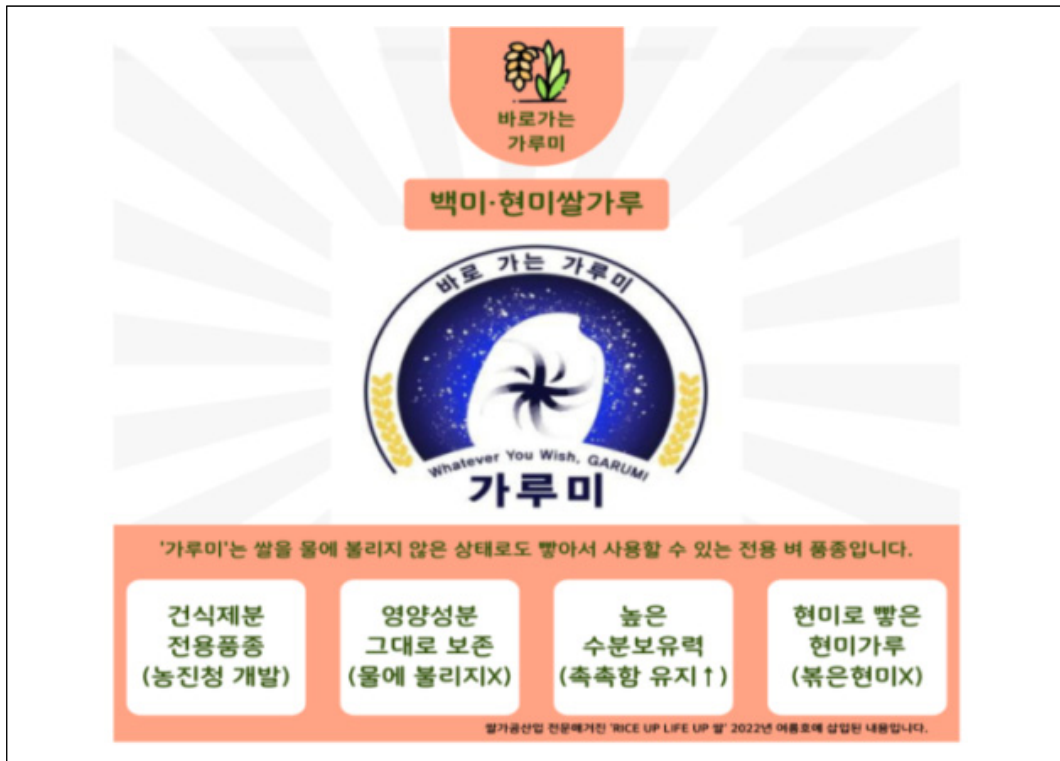 바로가는
가루미
백미·현미쌀가루
바로 가는 가루미
Whatever You Wish, GARUMI
가루미
'가루미'는 쌀을 물에 불리지 않은 상태로도 빻아서 사용할 수 있는 전용 벼 품종입니다.
건식제분
전용품종
(농진청 개발)
영양성분
그대로 보존
(물에 불리지X)
높은
수분보유력
(촉촉함 유지↑)
현미로 빻은
현미가루
(볶은현미X)
쌀가공산업 전문매거진 'RICE UP LIFE UP 쌀' 2022년 여름호에 삽입된 내용입니다.